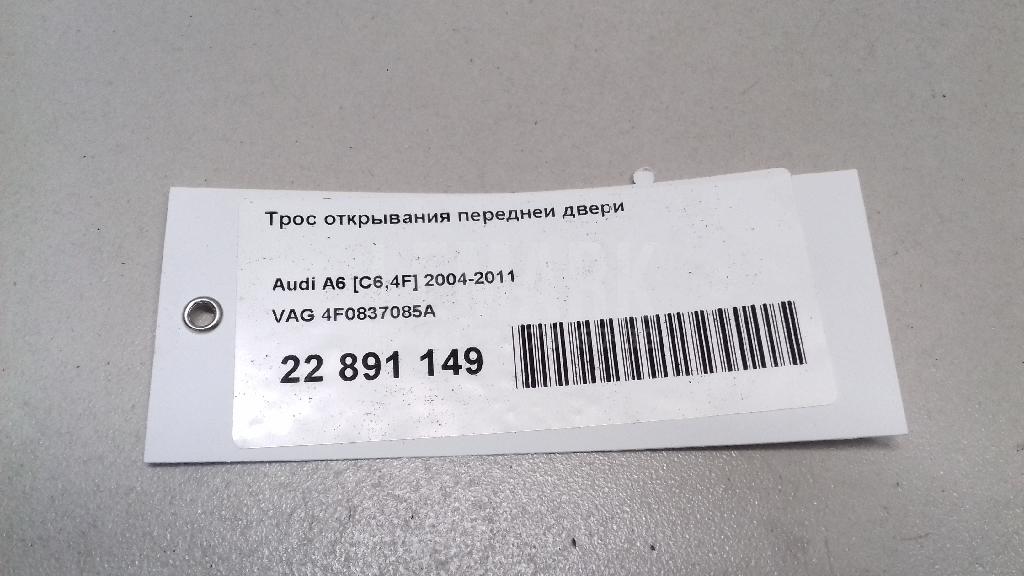 Трос открывания переднеи двери
Audi A6 [C6,4F] 2004-2011
VAG 4F0837085A
22 891 149